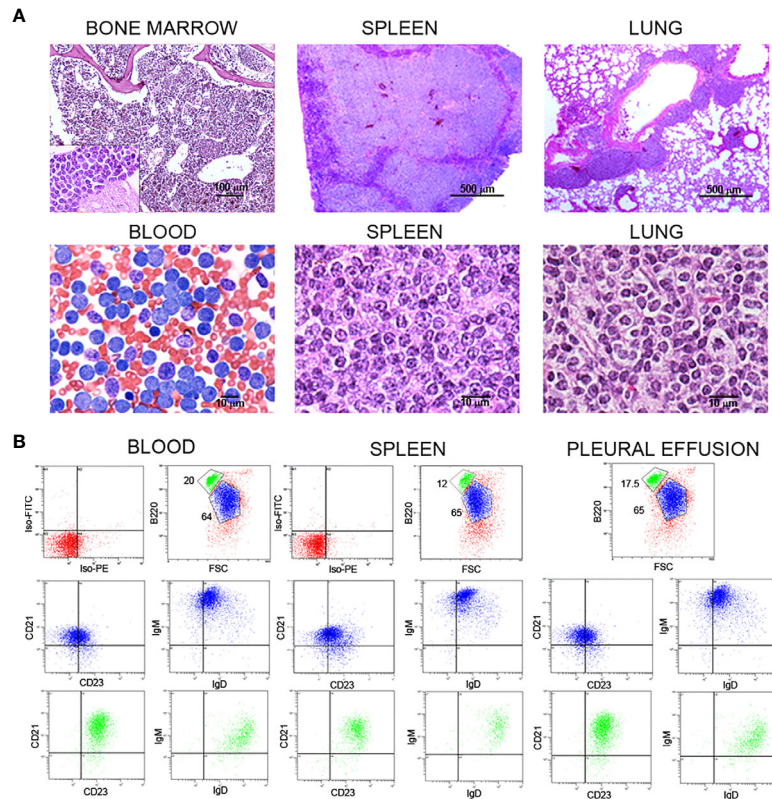 A
BONE MARROW SPLEEN LUNG
100 µm 500 µm 500 µm
BLOOD SPLEEN LUNG
10 µm 10 µm 10 µm
B
BLOOD SPLEEN PLEURAL EFFUSION
Iso-FITC B220 20 64 Iso-FITC B220 12 65 B220 17.5 65
Iso-PE FSC Iso-PE FSC FSC
CD21 IgM CD21 IgM CD21 IgM
CD23 IgD CD23 IgD CD23 IgD
CD21 IgM CD21 IgM CD21 IgM
CD23 IgD CD23 IgD CD23 IgD